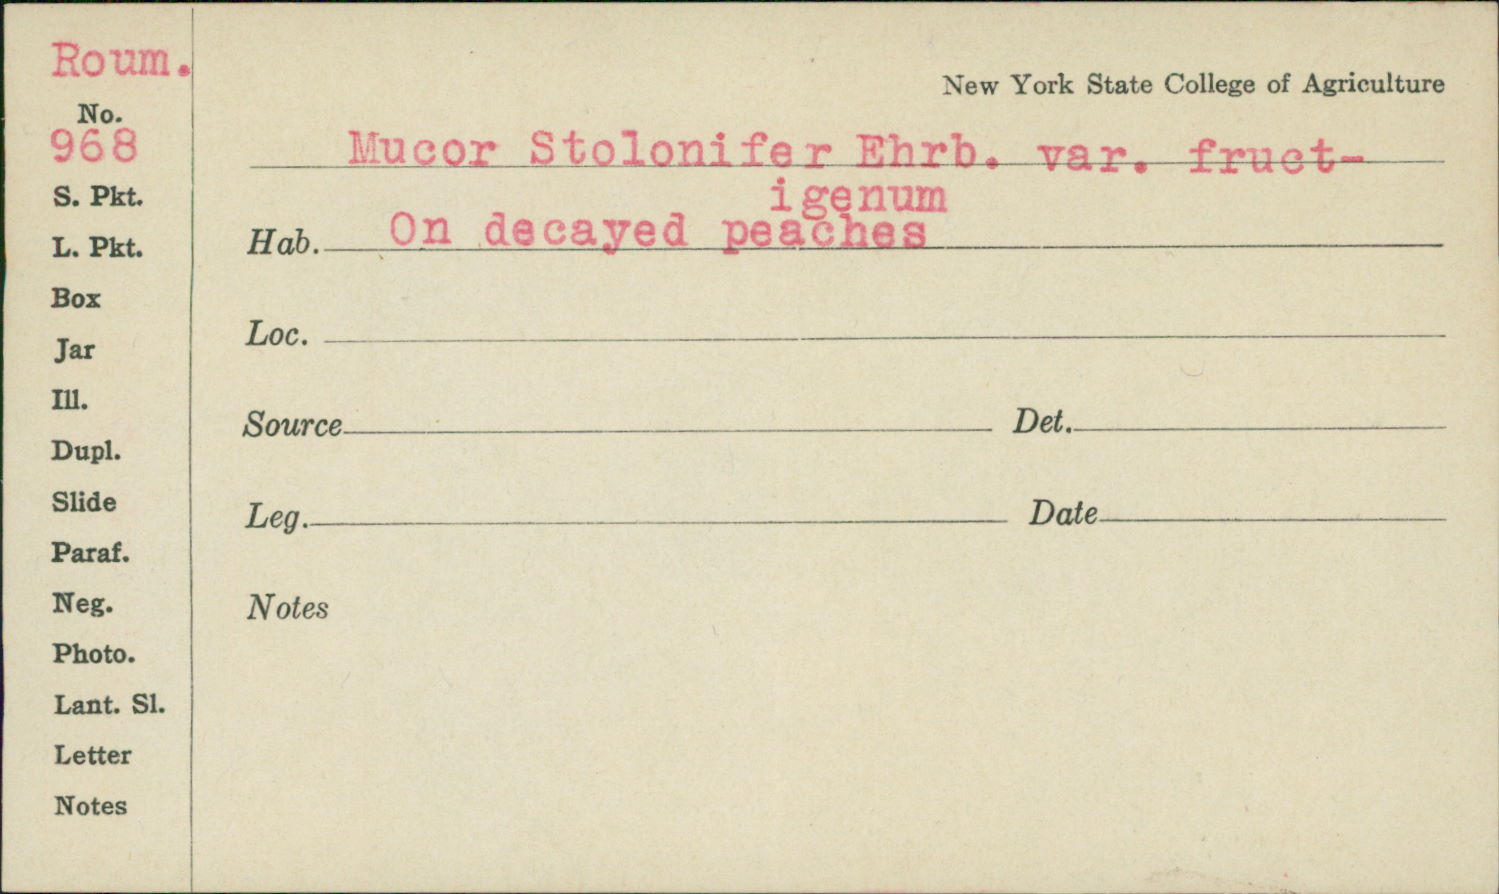 Roum.
No.
968
S. Pkt.
L. Pkt.
Box
Jar
Ill.
Dupl.
Slide
Paraf.
Neg.
Photo.
Lant. Sl.
Letter
Notes
New York State College of Agriculture
Mucor Stolonifer Ehrb. var. fruct-
igenum
Hab. On decayed peaches
Loc.
Source Det.
Leg. Date
Notes